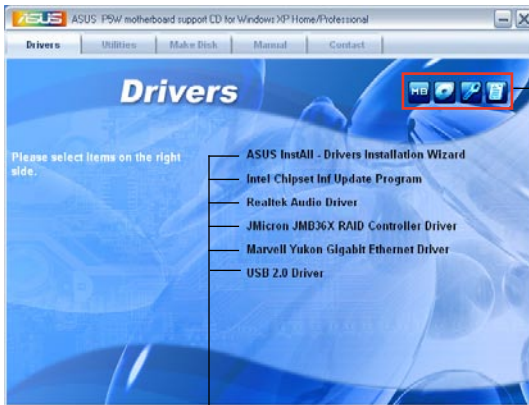 ASUS ASUS P5W motherboard support CD for Windows XP Home/Professional
Drivers Utilities Make Disk Manual Contact
Drivers
MB
Please select items on the right
side.
ASUS InstAll - Drivers Installation Wizard
Intel Chipset Inf Update Program
Realtek Audio Driver
JMicron JMB36X RAID Controller Driver
Marvell Yukon Gigabit Ethernet Driver
USB 2.0 Driver